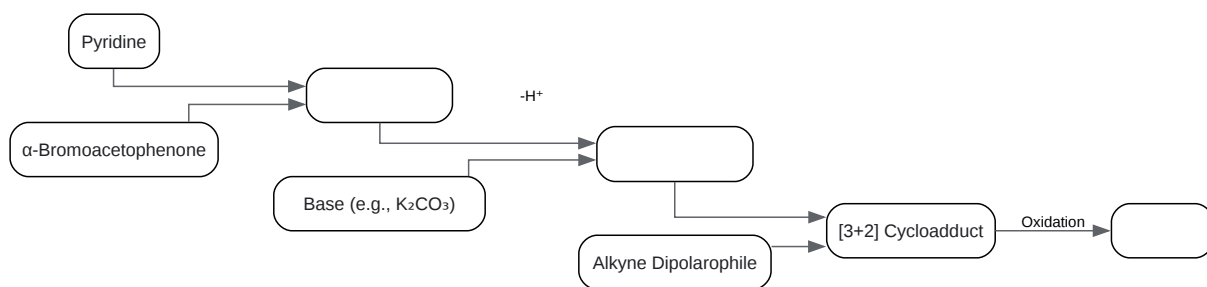 Pyridine
-H⁺
α-Bromoacetophenone
Base (e.g., K₂CO₃)
Oxidation
[3+2] Cycloadduct
Alkyne Dipolarophile